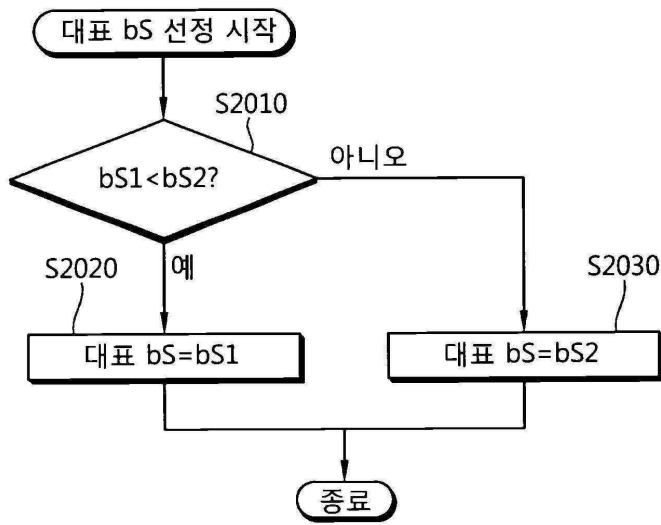 대표 bS 선정 시작
S2010
bS1<bS2?
아니오
예
S2020
S2030
대표 bS=bS1
대표 bS=bS2
종료